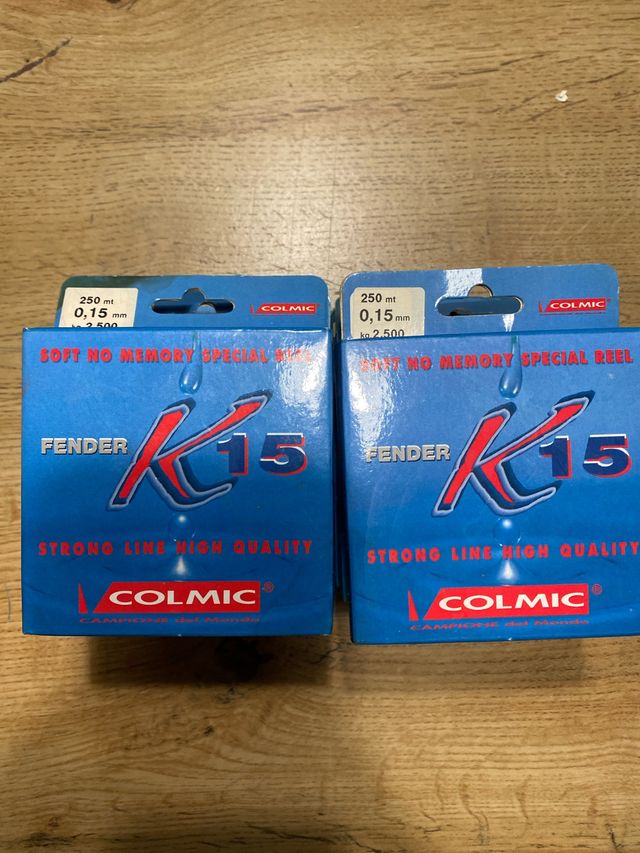 250 mt
0,15 mm
kg 2,500
COLMIC
SOFT NO MEMORY SPECIAL REEL
FENDER K15
STRONG LINE HIGH QUALITY
COLMIC®
CAMPIONE del Mondo
250 mt
0,15 mm
kg 2,500
COLMIC
SOFT NO MEMORY SPECIAL REEL
FENDER K15
STRONG LINE HIGH QUALITY
COLMIC®
CAMPIONE del Mondo